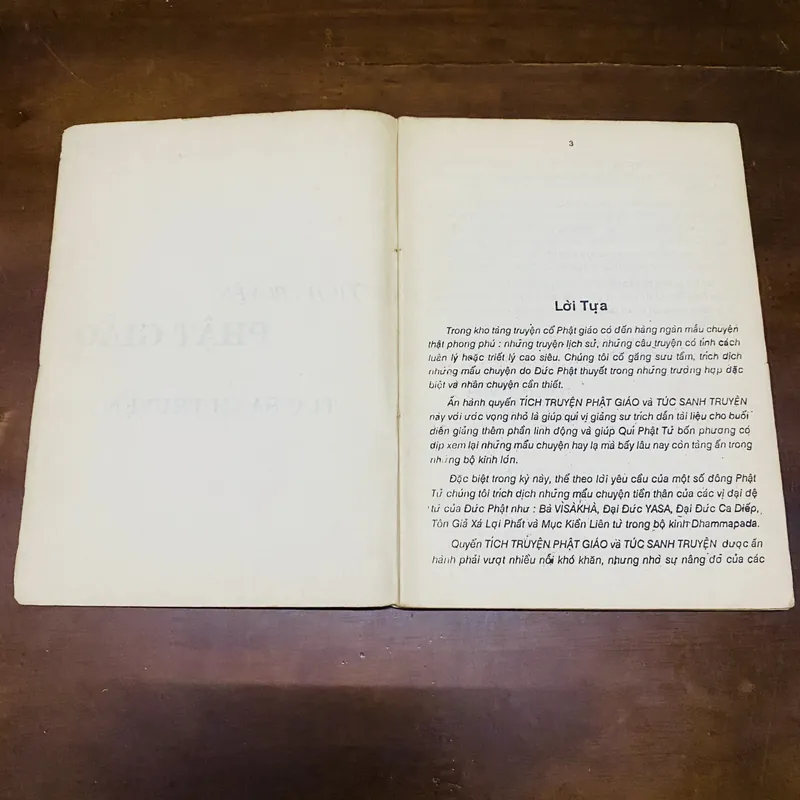 PHẬT GIÁO
3
Lời Tựa
Trong kho tàng truyện cổ Phật giáo có đến hàng ngàn mẩu chuyện
thật phong phú : những truyện lịch sử, những câu truyện có tính cách
luân lý hoặc triết lý cao siêu. Chúng tôi cố gắng sưu tầm, trích dịch
những mẩu chuyện do Đức Phật thuyết trong những trường hợp đặc
biệt và nhân chuyện cần thiết.
Ấn hành quyển TÍCH TRUYỆN PHẬT GIÁO và TÚC SANH TRUYỆN
này với ước vọng nhỏ là giúp quí vị giảng sư trích dẫn tài liệu cho buổi
diễn giảng thêm phần linh động và giúp Quí Phật Tử bốn phương có
dịp xem lại những mẩu chuyện hay lạ mà bấy lâu nay còn tàng ẩn trong
những bộ kinh lớn.
Đặc biệt trong kỳ này, thể theo lời yêu cầu của một số đông Phật
Tử chúng tôi trích dịch những mẩu chuyện tiền thân của các vị đại đệ
tử của Đức Phật như : Bà VISÀKHÀ, Đại Đức YASA, Đại Đức Ca Diếp,
Tôn Giả Xá Lợi Phất và Mục Kiền Liên từ trong bộ kinh Dhammapada.
Quyển TÍCH TRUYỆN PHẬT GIÁO và TÚC SANH TRUYỆN được ấn
hành phải vượt nhiều nỗi khó khăn, nhưng nhờ sự nâng đỡ của các